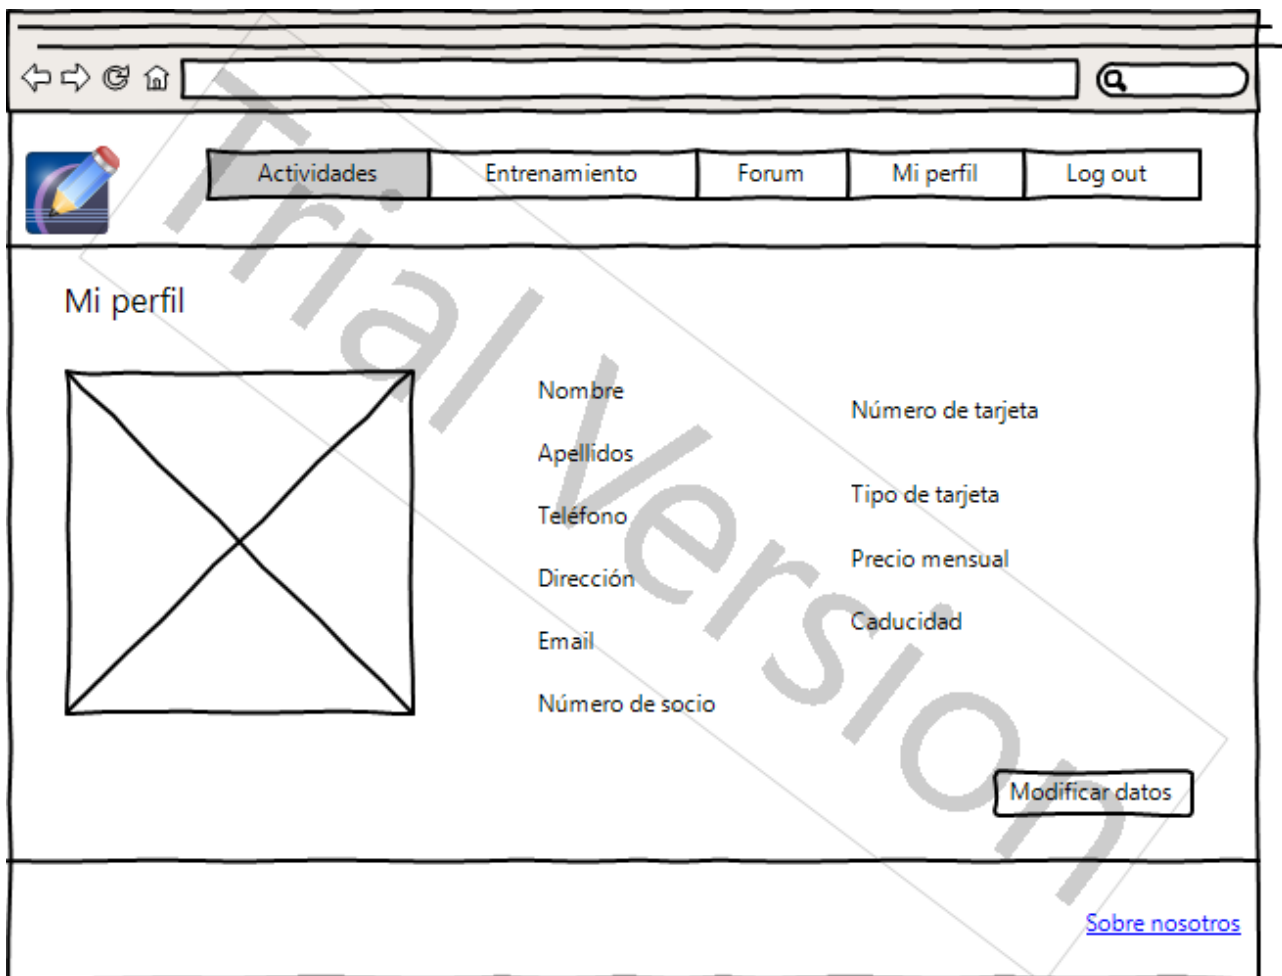 Actividades Entrenamiento Forum Mi perfil Log out
Mi perfil
Nombre
Apellidos
Teléfono
Dirección
Email
Número de socio
Número de tarjeta
Tipo de tarjeta
Precio mensual
Caducidad
Modificar datos
Sobre nosotros
Trial Version